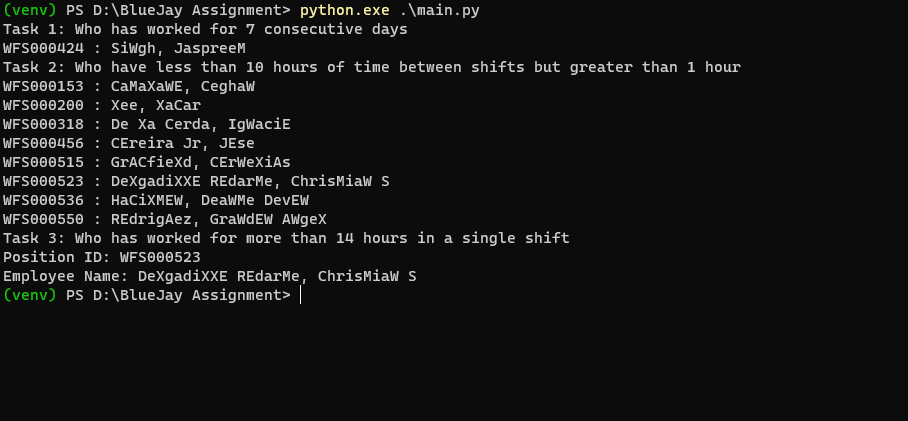 (venv) PS D:\BlueJay Assignment> python.exe .\main.py
Task 1: Who has worked for 7 consecutive days
WFS000424 : SiWgh, JaspreeM
Task 2: Who have less than 10 hours of time between shifts but greater than 1 hour
WFS000153 : CaMaXaWE, CeghaW
WFS000200 : Xee, XaCar
WFS000318 : De Xa Cerda, IgWaciE
WFS000456 : CEreira Jr, JEse
WFS000515 : GrACfieXd, CErWeXiAs
WFS000523 : DeXgadiXXE REdarMe, ChrisMiaW S
WFS000536 : HaCiXMEW, DeaWMe DevEW
WFS000550 : REdrigAez, GraWdEW AWgeX
Task 3: Who has worked for more than 14 hours in a single shift
Position ID: WFS000523
Employee Name: DeXgadiXXE REdarMe, ChrisMiaW S
(venv) PS D:\BlueJay Assignment>